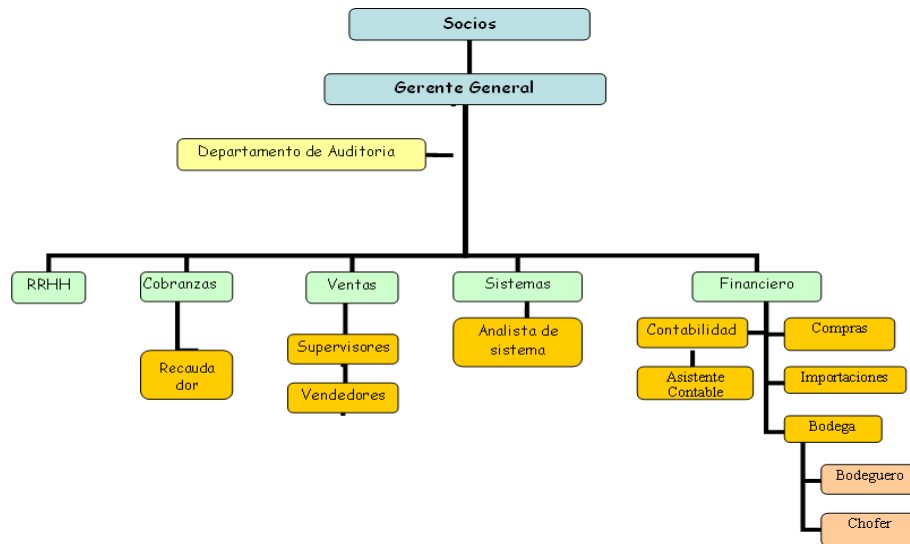 Socios
Gerente General
Departamento de Auditoria
RRHH
Cobranzas
Ventas
Sistemas
Financiero
Recauda
dor
Supervisores
Vendedores
Analista de
sistema
Contabilidad
Asistente
Contable
Compras
Importaciones
Bodega
Bodeguero
Chofer